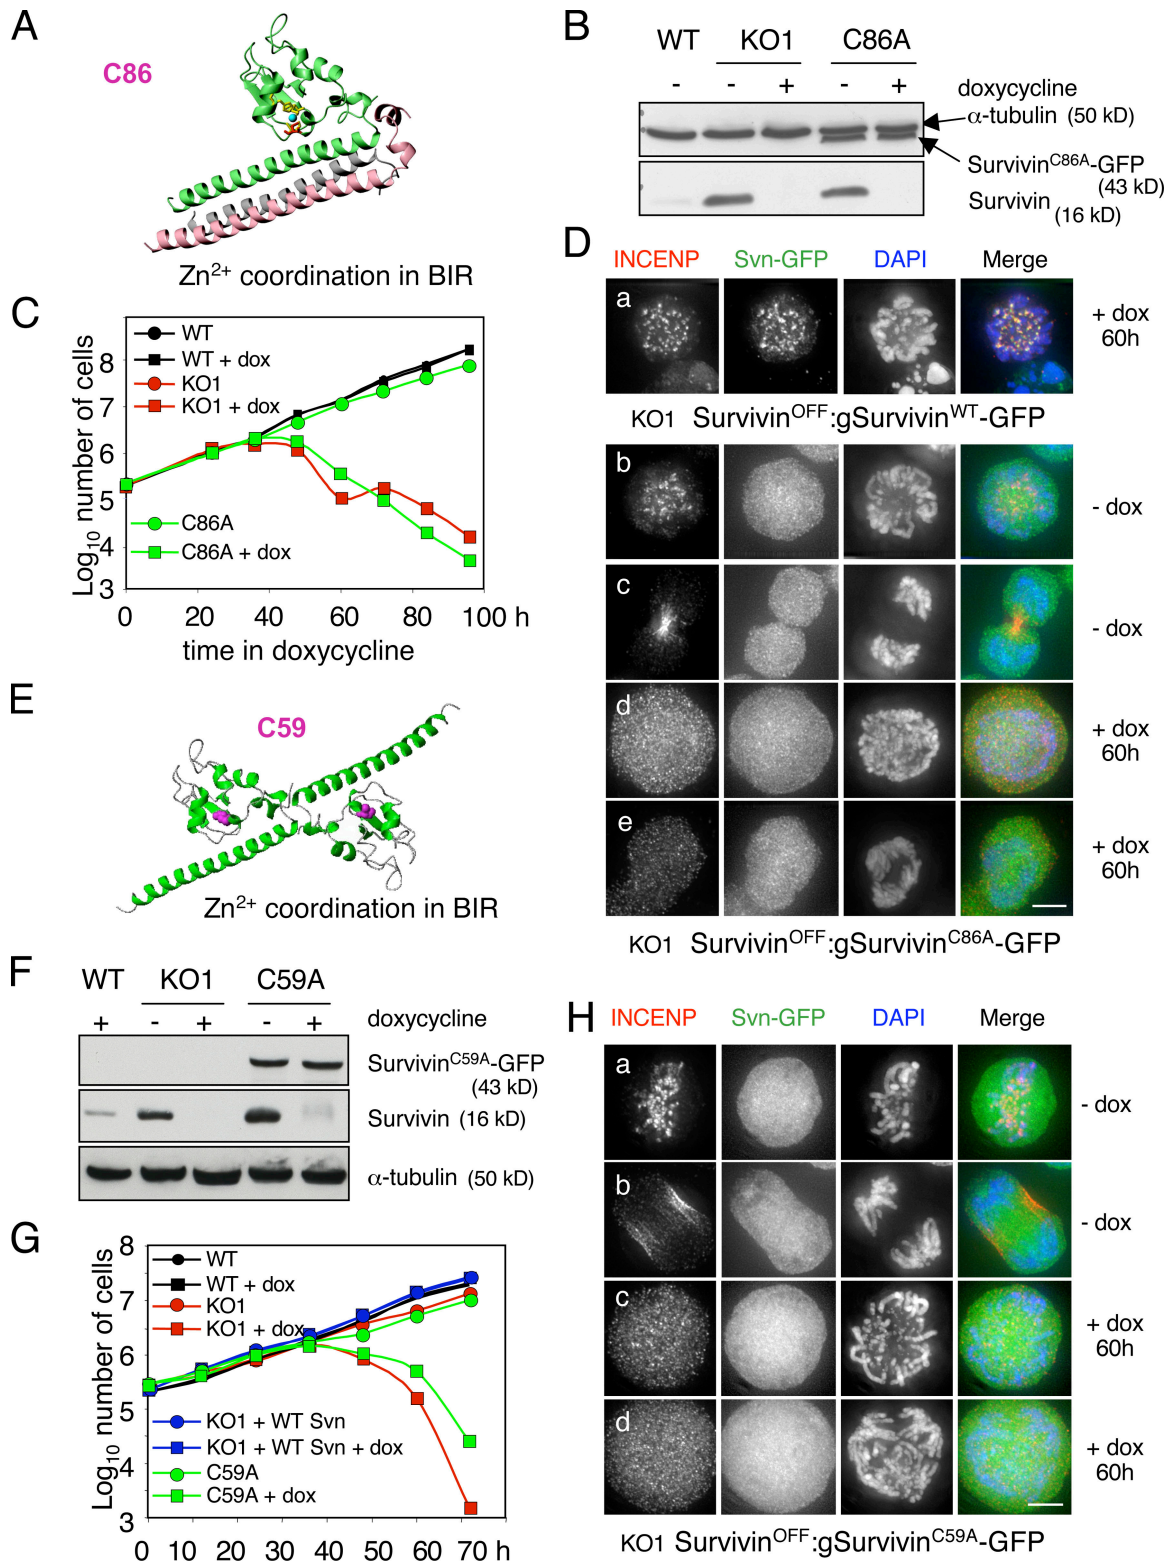 A
C86
Zn2+ coordination in BIR
B
WT KO1 C86A
- - + - + doxycycline
α-tubulin (50 kD)
SurvivinC86A-GFP
(43 kD)
Survivin (16 kD)
C
Log10 number of cells
8
7
6
5
4
3
WT
WT + dox
KO1
KO1 + dox
C86A
C86A + dox
0 20 40 60 80 100 h
time in doxycycline
D
INCENP Svn-GFP DAPI Merge
a
+ dox
60h
KO1 SurvivinOFF:gSurvivinWT-GFP
b
- dox
c
- dox
d
+ dox
60h
e
+ dox
60h
KO1 SurvivinOFF:gSurvivinC86A-GFP
E
C59
Zn2+ coordination in BIR
F
WT KO1 C59A
+ - + - + doxycycline
SurvivinC59A-GFP
(43 kD)
Survivin (16 kD)
α-tubulin (50 kD)
G
Log10 number of cells
8
7
6
5
4
3
WT
WT + dox
KO1
KO1 + dox
KO1 + WT Svn
KO1 + WT Svn + dox
C59A
C59A + dox
0 10 20 30 40 50 60 70 h
H
INCENP Svn-GFP DAPI Merge
a
- dox
b
- dox
c
+ dox
60h
d
+ dox
60h
KO1 SurvivinOFF:gSurvivinC59A-GFP